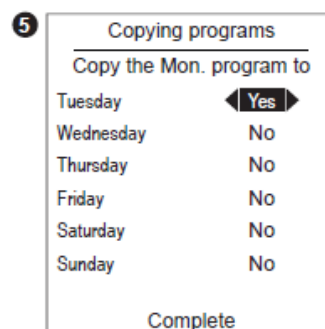 ❺ Copying programs
Copy the Mon. program to
Tuesday Yes
Wednesday No
Thursday No
Friday No
Saturday No
Sunday No
Complete